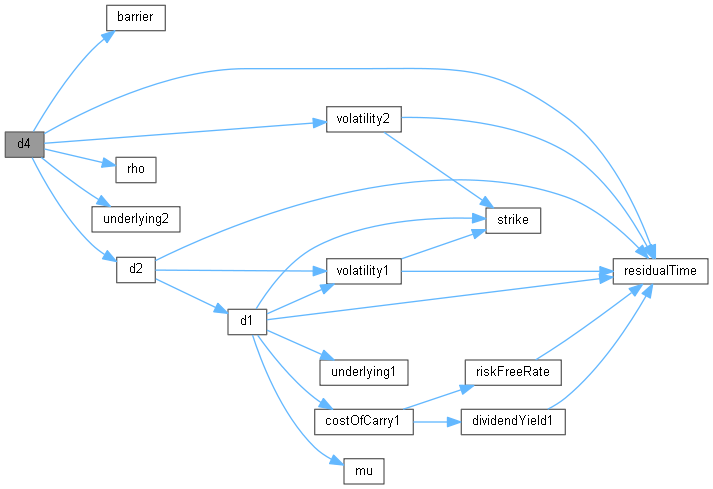 barrier
d4
volatility2
rho
underlying2
strike
d2
volatility1
residualTime
d1
underlying1
riskFreeRate
costOfCarry1
dividendYield1
mu